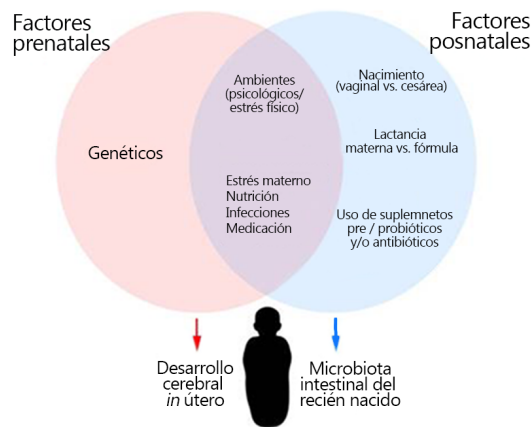 Factores
prenatales
Factores
posnatales
Ambientes
(psicológicos/
estrés físico)
Nacimiento
(vaginal vs. cesárea)
Genéticos
Lactancia
materna vs. fórmula
Estrés materno
Nutrición
Infecciones
Medicación
Uso de suplemnetos
pre / probióticos
y/o antibióticos
Desarrollo
cerebral
in útero
Microbiota
intestinal del
recién nacido